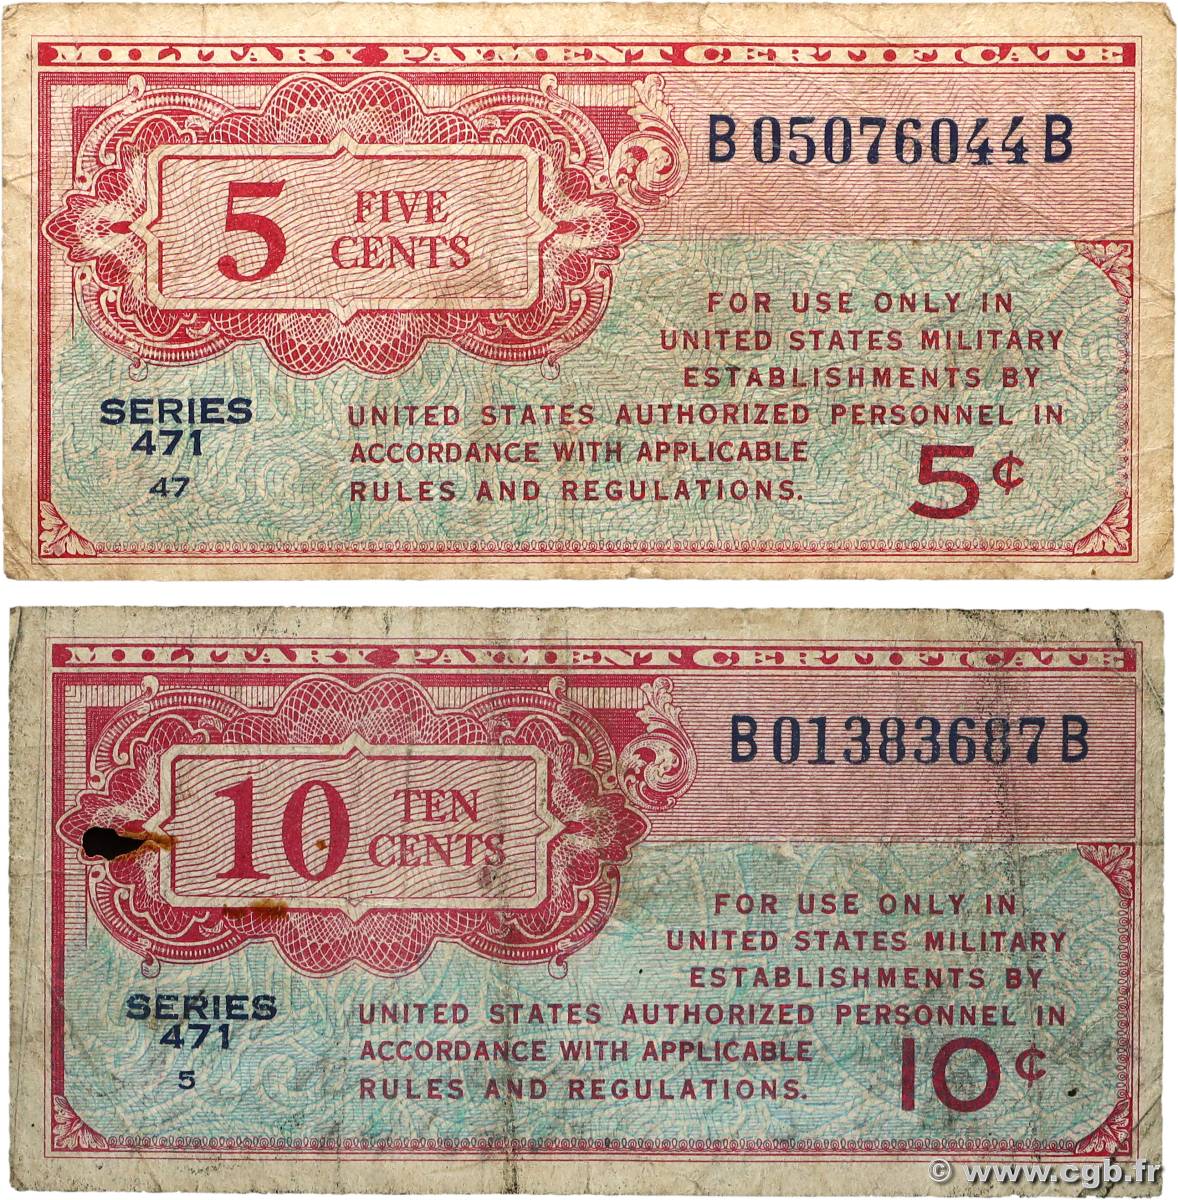 MILITARY PAYMENT CERTIFICATE
B05076044B
5 FIVE
CENTS
FOR USE ONLY IN
UNITED STATES MILITARY
ESTABLISHMENTS BY
UNITED STATES AUTHORIZED PERSONNEL IN
ACCORDANCE WITH APPLICABLE
RULES AND REGULATIONS.
SERIES
471
47
5¢
MILITARY PAYMENT CERTIFICATE
B01383687B
10 TEN
CENTS
FOR USE ONLY IN
UNITED STATES MILITARY
ESTABLISHMENTS BY
UNITED STATES AUTHORIZED PERSONNEL IN
ACCORDANCE WITH APPLICABLE
RULES AND REGULATIONS.
SERIES
471
5
10¢
© www.cgb.fr